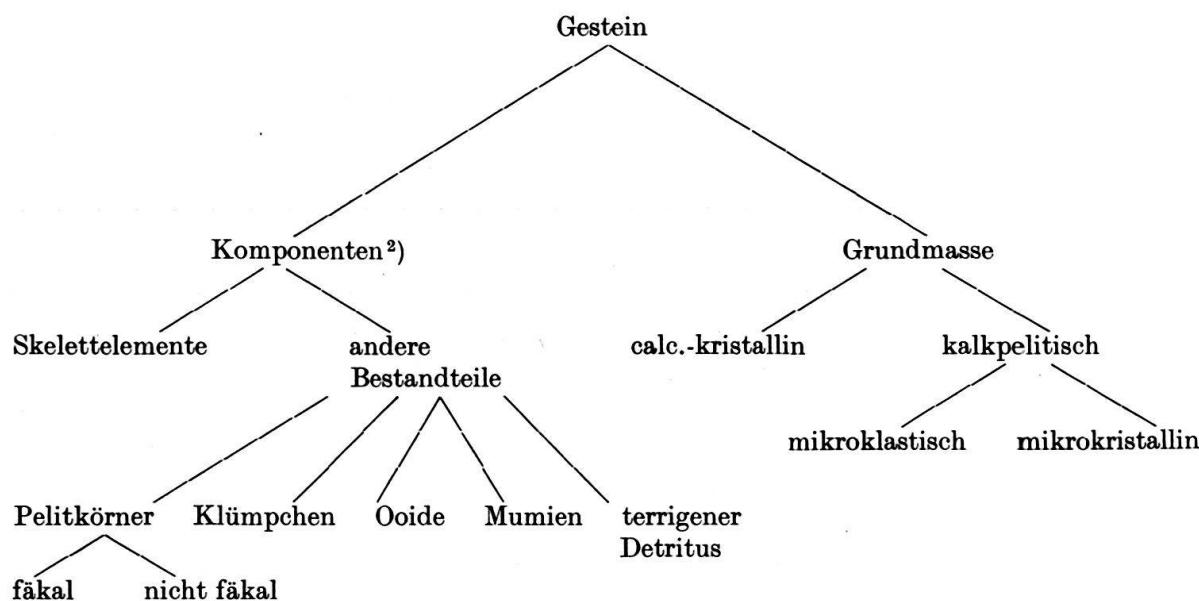 Gestein
Komponenten²) Grundmasse
Skelettelemente andere calc.-kristallin kalkpelitisch
Bestandteile
mikroklastisch mikrokristallin
Pelitkörner Klümpchen Ooide Mumien terrigener
Detritus
fäkal nicht fäkal